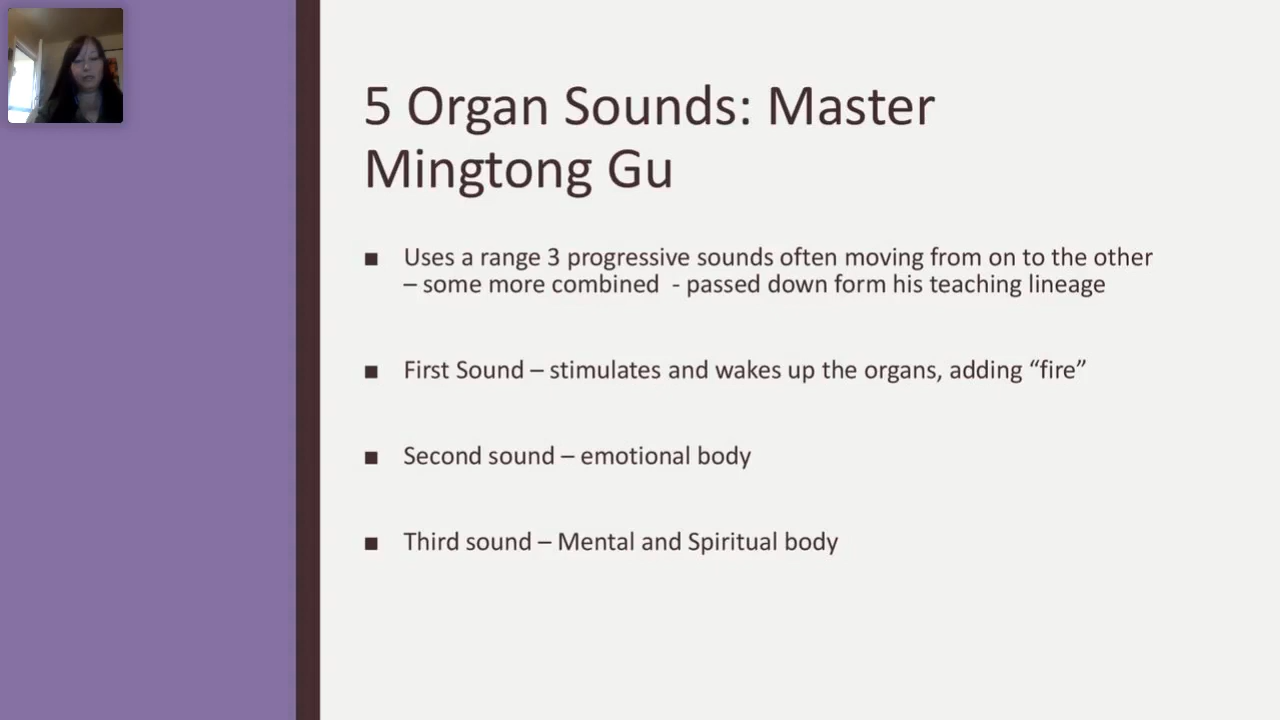 5 Organ Sounds: Master
Mingtong Gu
■ Uses a range 3 progressive sounds often moving from on to the other
– some more combined  - passed down form his teaching lineage
■ First Sound – stimulates and wakes up the organs, adding “fire”
■ Second sound – emotional body
■ Third sound – Mental and Spiritual body